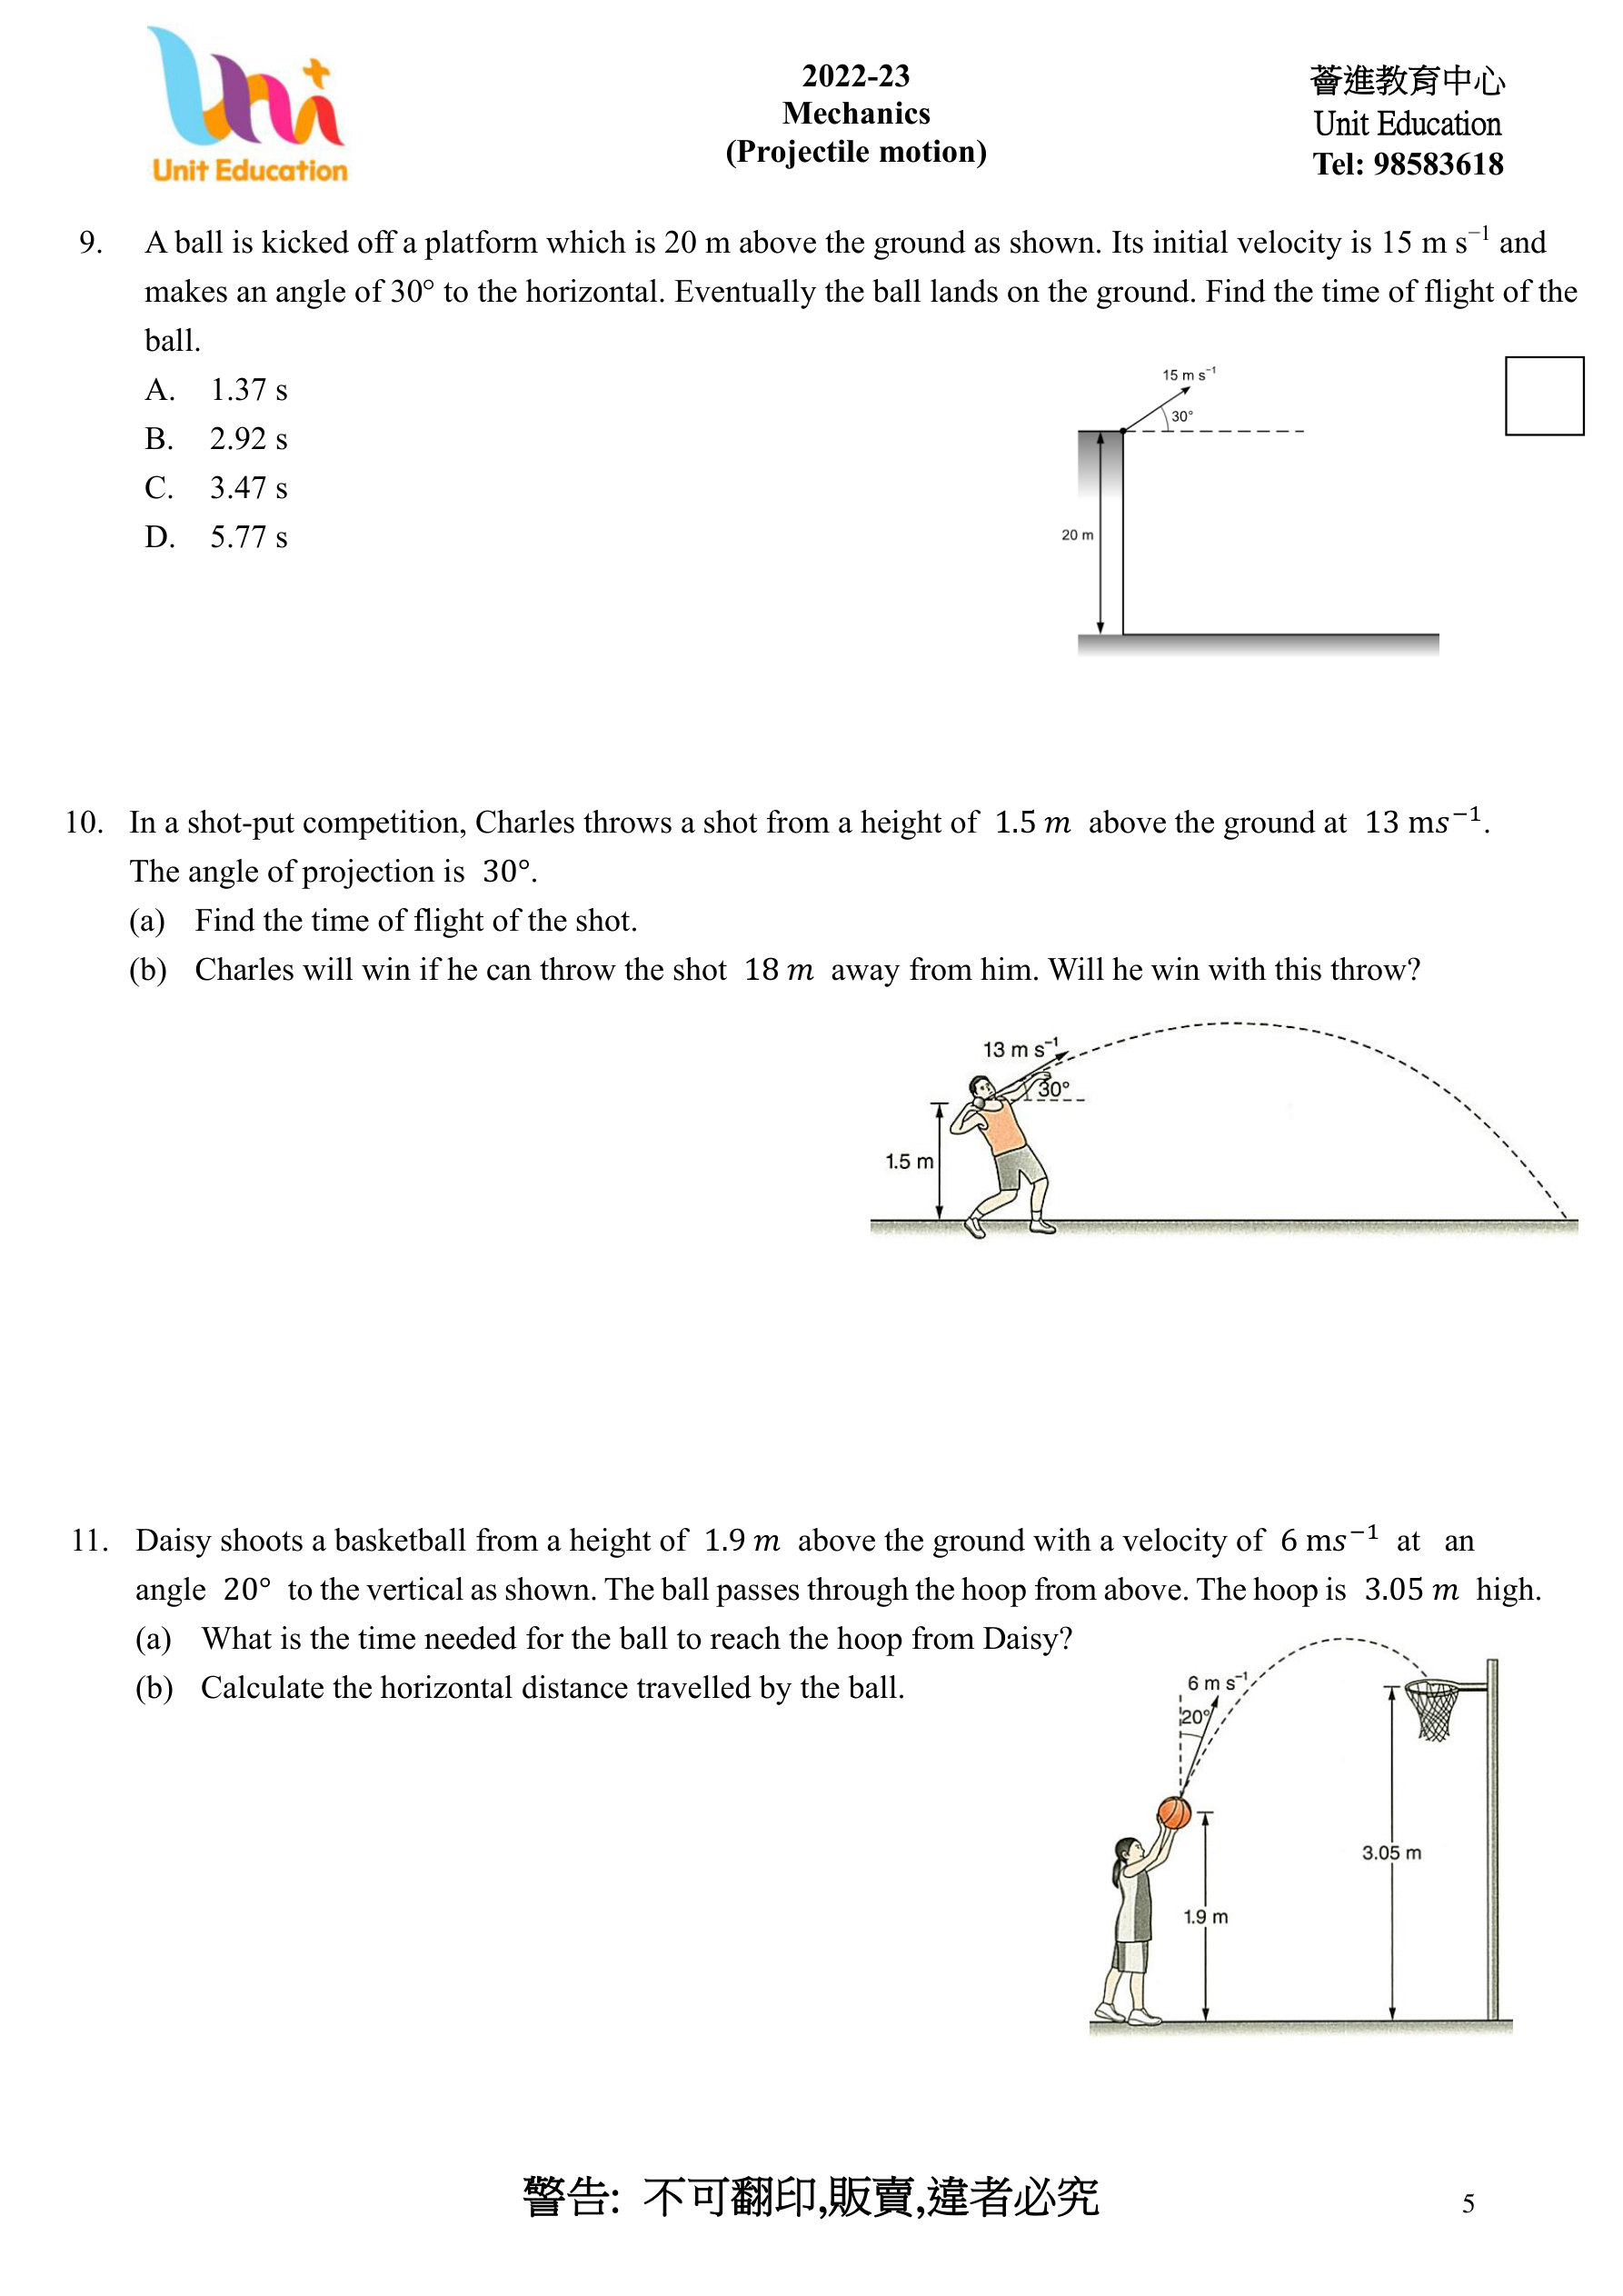 Unit Education
2022-23
Mechanics
(Projectile motion)
薈進教育中心
Unit Education
Tel: 98583618
9. A ball is kicked off a platform which is 20 m above the ground as shown. Its initial velocity is 15 m s⁻¹ and
makes an angle of 30° to the horizontal. Eventually the ball lands on the ground. Find the time of flight of the
ball.
A. 1.37 s
B. 2.92 s
C. 3.47 s
D. 5.77 s
15 m s⁻¹
30°
20 m
10. In a shot-put competition, Charles throws a shot from a height of 1.5 m above the ground at 13 ms⁻¹.
The angle of projection is 30°.
(a) Find the time of flight of the shot.
(b) Charles will win if he can throw the shot 18 m away from him. Will he win with this throw?
13 m s⁻¹
30°
1.5 m
11. Daisy shoots a basketball from a height of 1.9 m above the ground with a velocity of 6 ms⁻¹ at an
angle 20° to the vertical as shown. The ball passes through the hoop from above. The hoop is 3.05 m high.
(a) What is the time needed for the ball to reach the hoop from Daisy?
(b) Calculate the horizontal distance travelled by the ball.
6 m s⁻¹
20°
3.05 m
1.9 m
警告: 不可翻印,販賣,違者必究
5